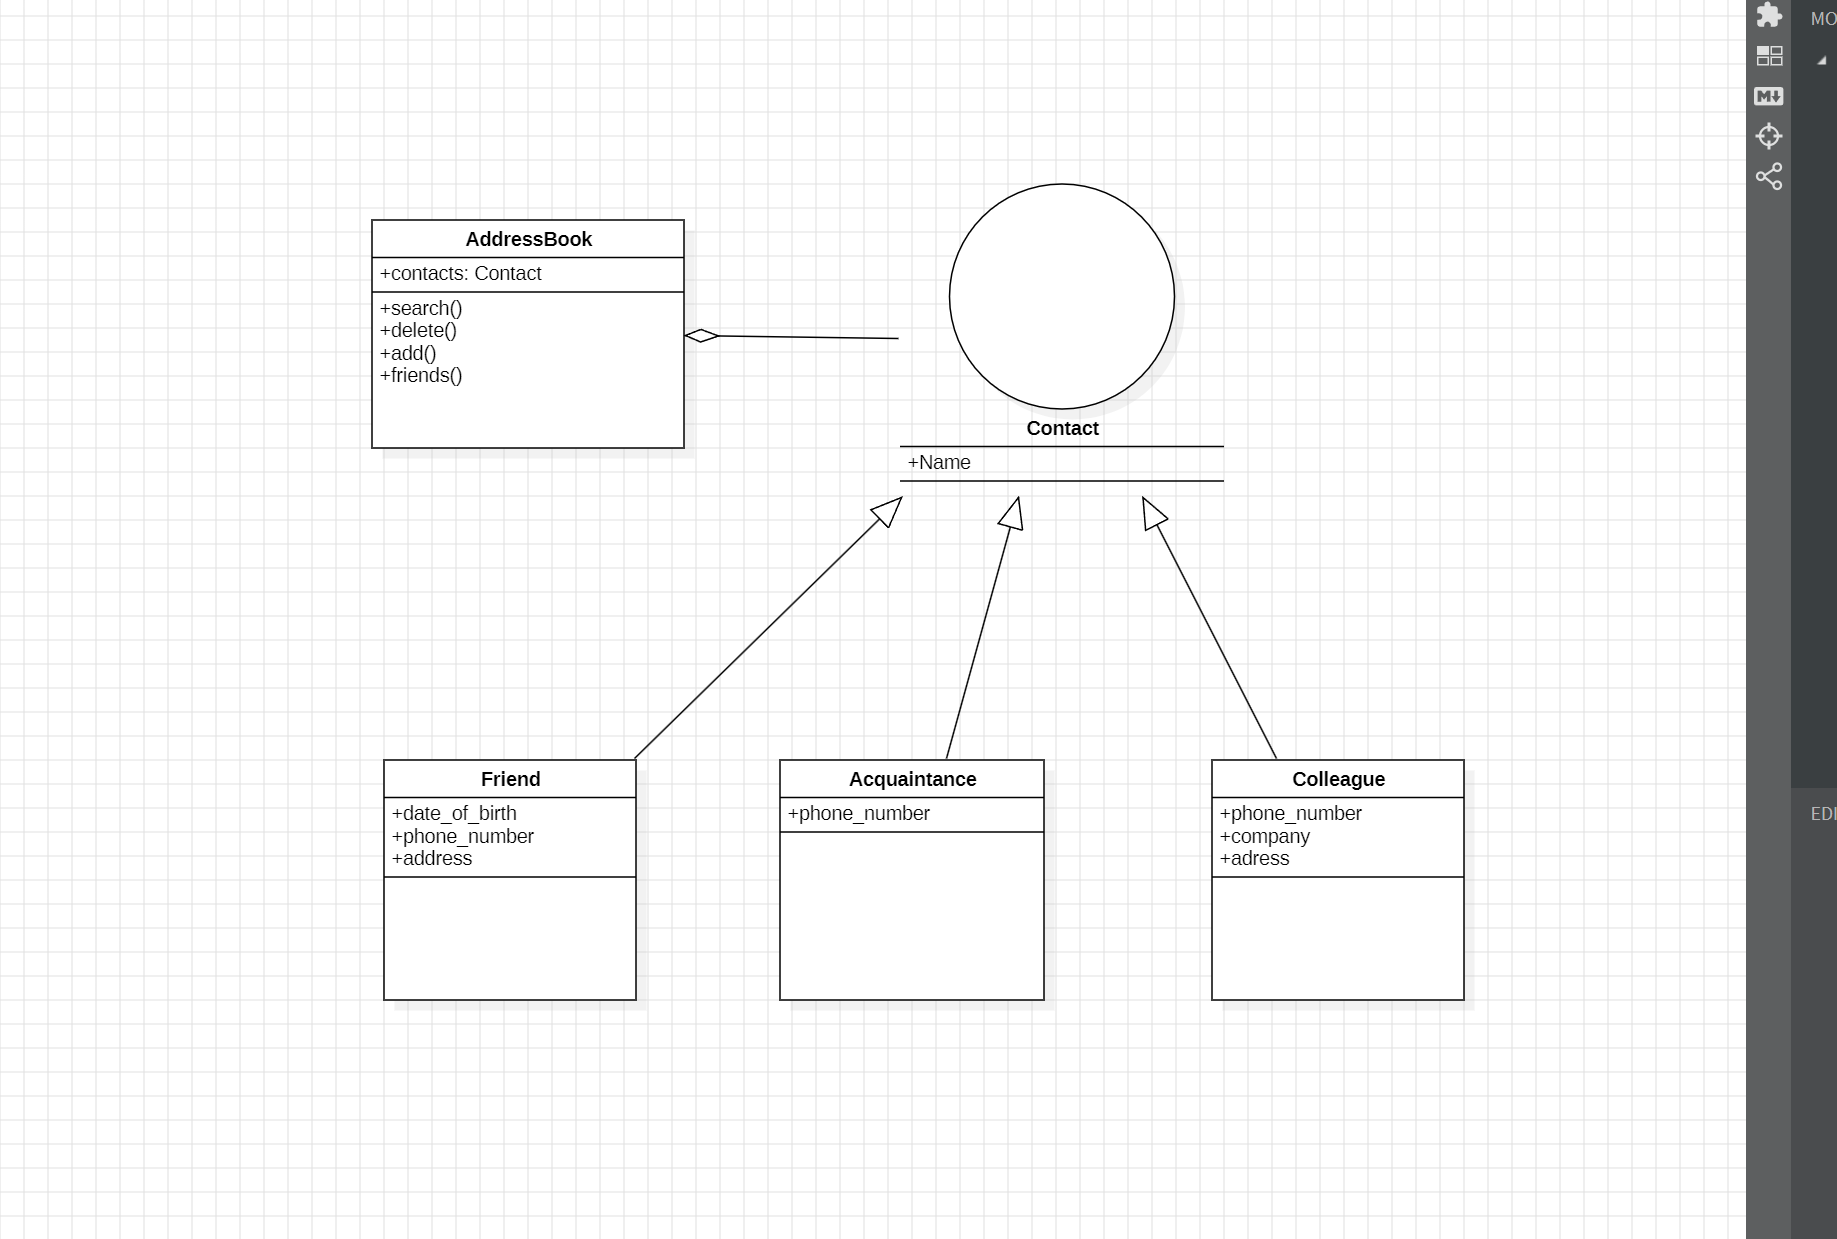 AddressBook
+contacts: Contact
+search()
+delete()
+add()
+friends()
Contact
+Name
Friend
+date_of_birth
+phone_number
+address
Acquaintance
+phone_number
Colleague
+phone_number
+company
+adress
M
MO
EDI